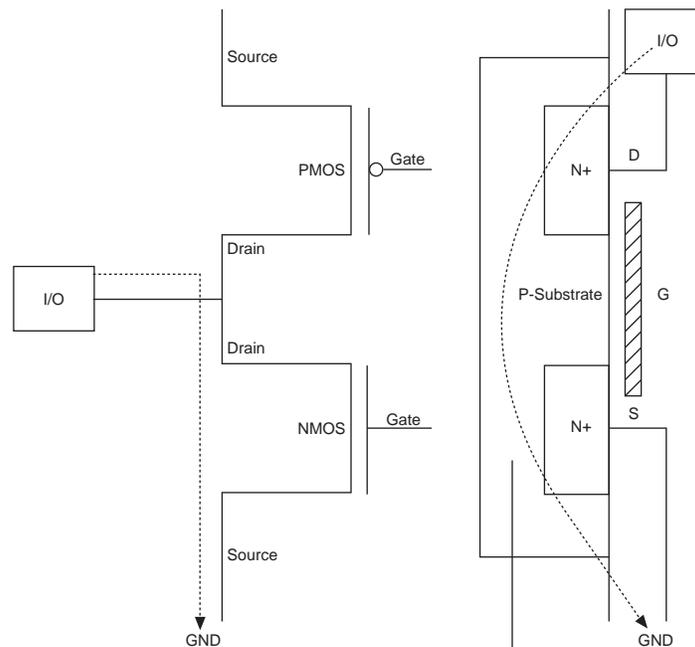 Source
PMOS
Gate
Drain
I/O
Drain
NMOS
Gate
Source
GND
I/O
D
N+
P-Substrate
G
S
N+
GND